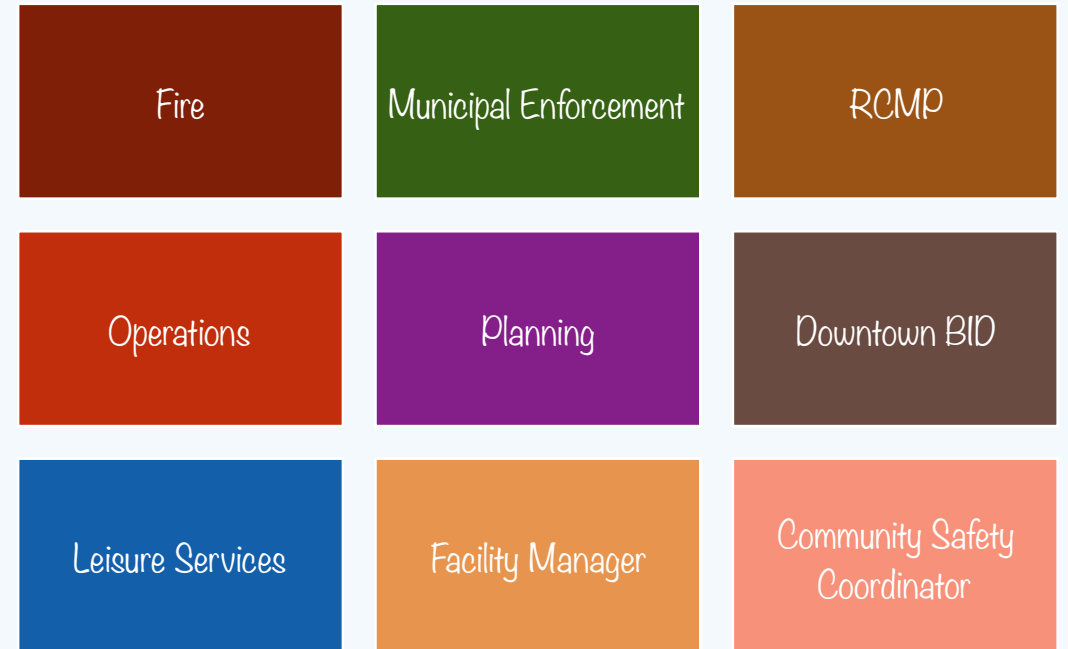 Fire
Municipal Enforcement
RCMP
Operations
Planning
Downtown BID
Leisure Services
Facility Manager
Community Safety
Coordinator